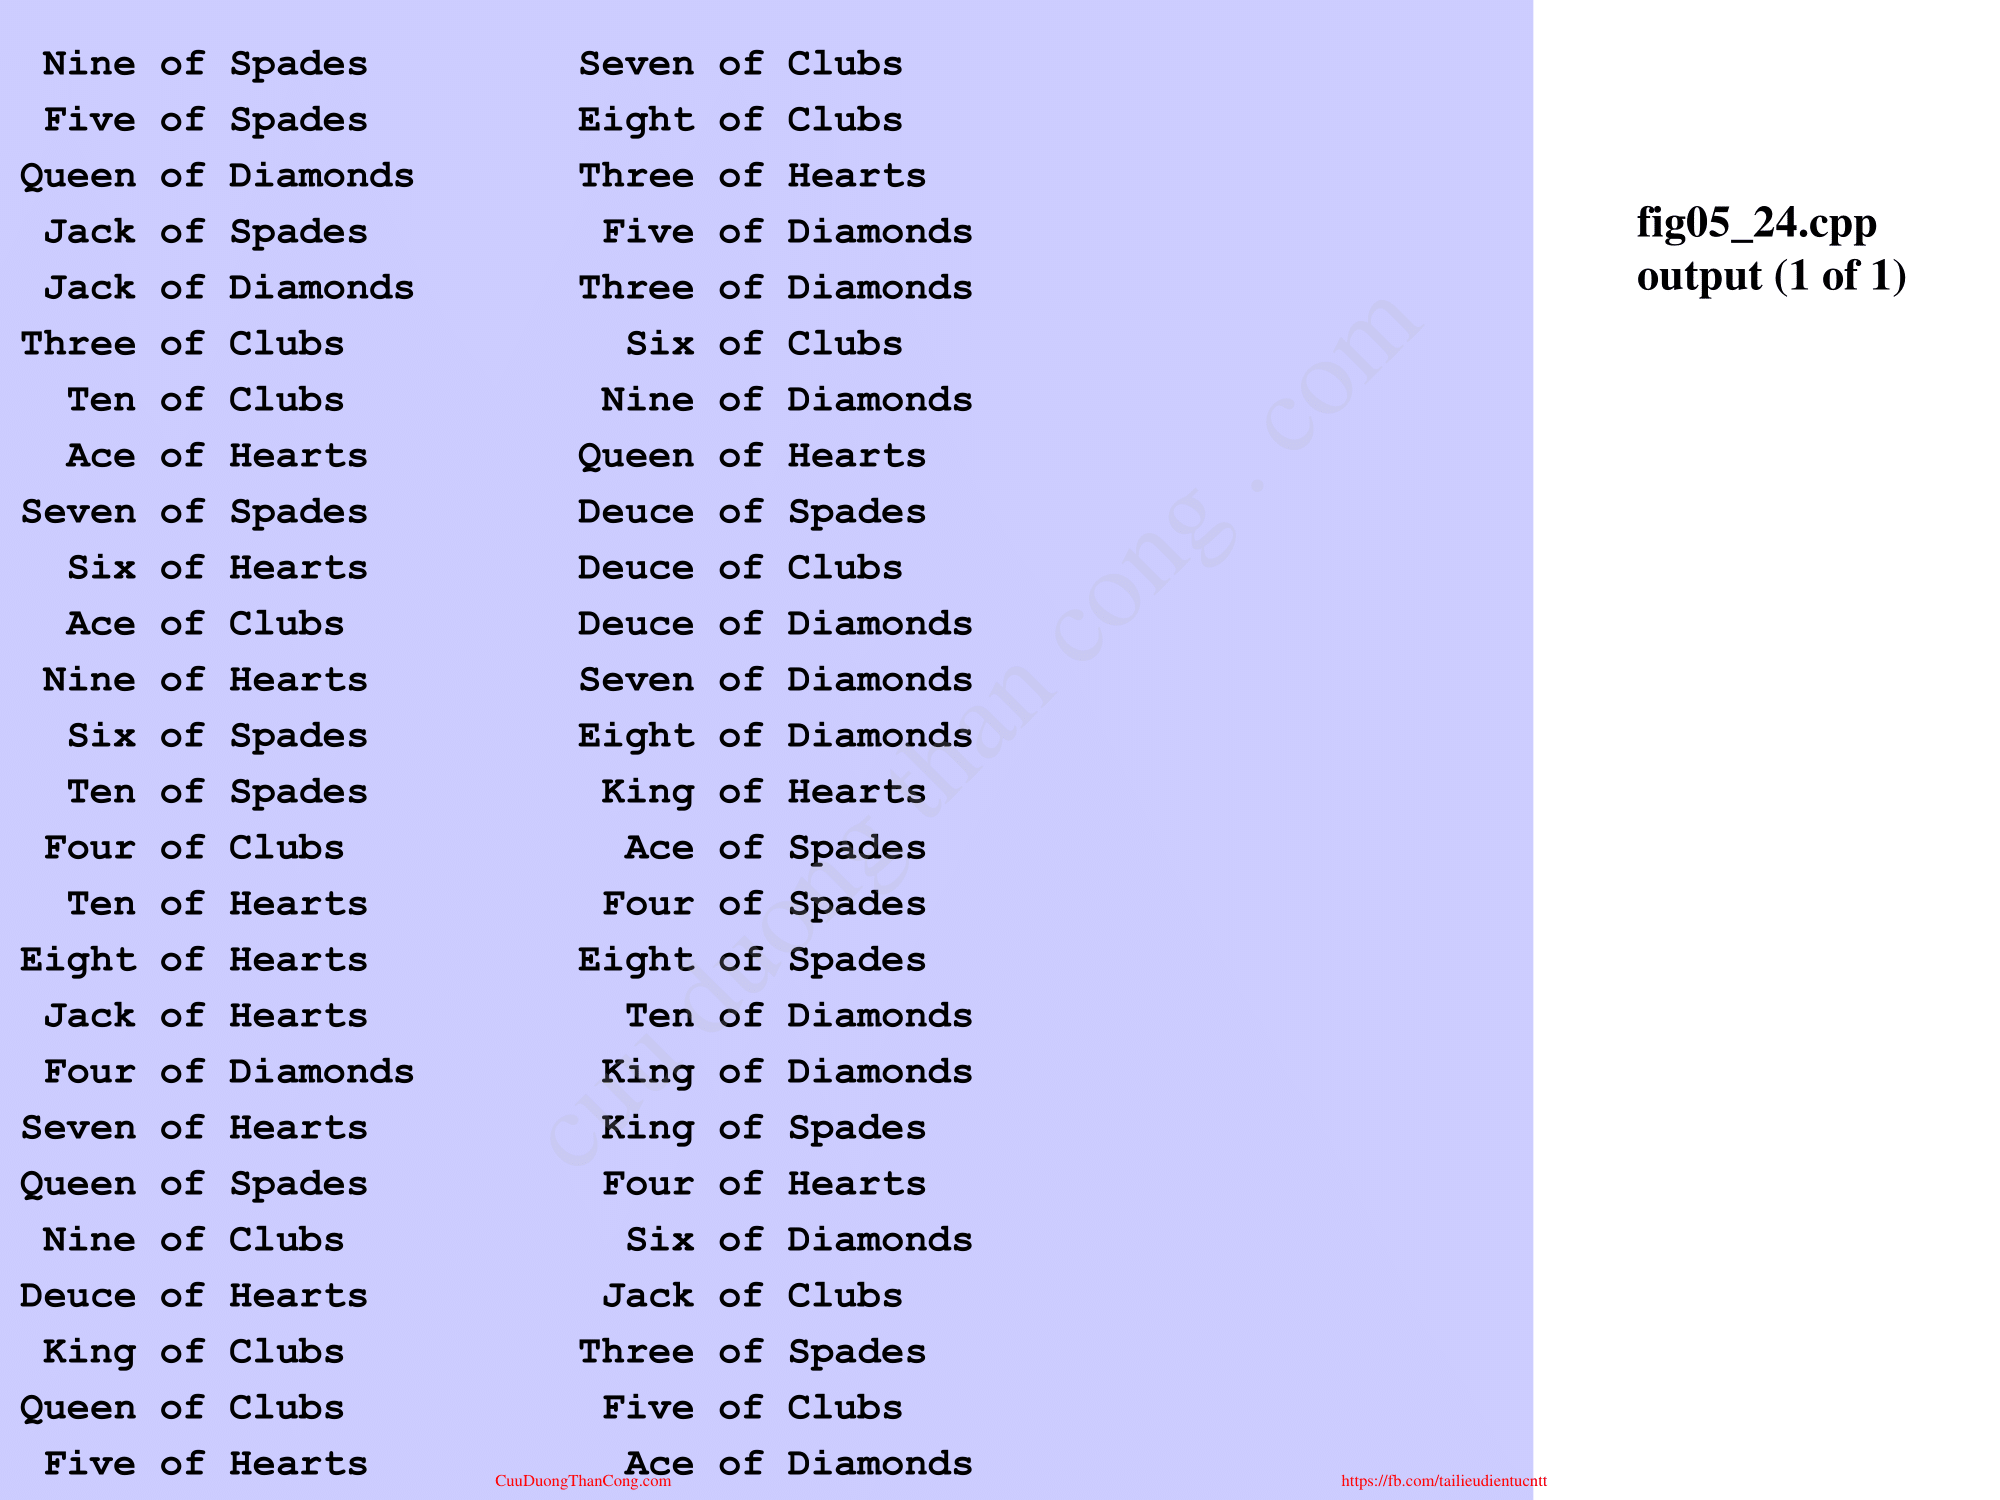 Nine of Spades Seven of Clubs
Five of Spades Eight of Clubs
Queen of Diamonds Three of Hearts
Jack of Spades Five of Diamonds
Jack of Diamonds Three of Diamonds
Three of Clubs Six of Clubs
Ten of Clubs Nine of Diamonds
Ace of Hearts Queen of Hearts
Seven of Spades Deuce of Spades
Six of Hearts Deuce of Clubs
Ace of Clubs Deuce of Diamonds
Nine of Hearts Seven of Diamonds
Six of Spades Eight of Diamonds
Ten of Spades King of Hearts
Four of Clubs Ace of Spades
Ten of Hearts Four of Spades
Eight of Hearts Eight of Spades
Jack of Hearts Ten of Diamonds
Four of Diamonds King of Diamonds
Seven of Hearts King of Spades
Queen of Spades Four of Hearts
Nine of Clubs Six of Diamonds
Deuce of Hearts Jack of Clubs
King of Clubs Three of Spades
Queen of Clubs Five of Clubs
Five of Hearts Ace of Diamonds
fig05_24.cpp
output (1 of 1)
cuu duong than cong . com
CuuDuongThanCong.com
https://fb.com/tailieudientucntt